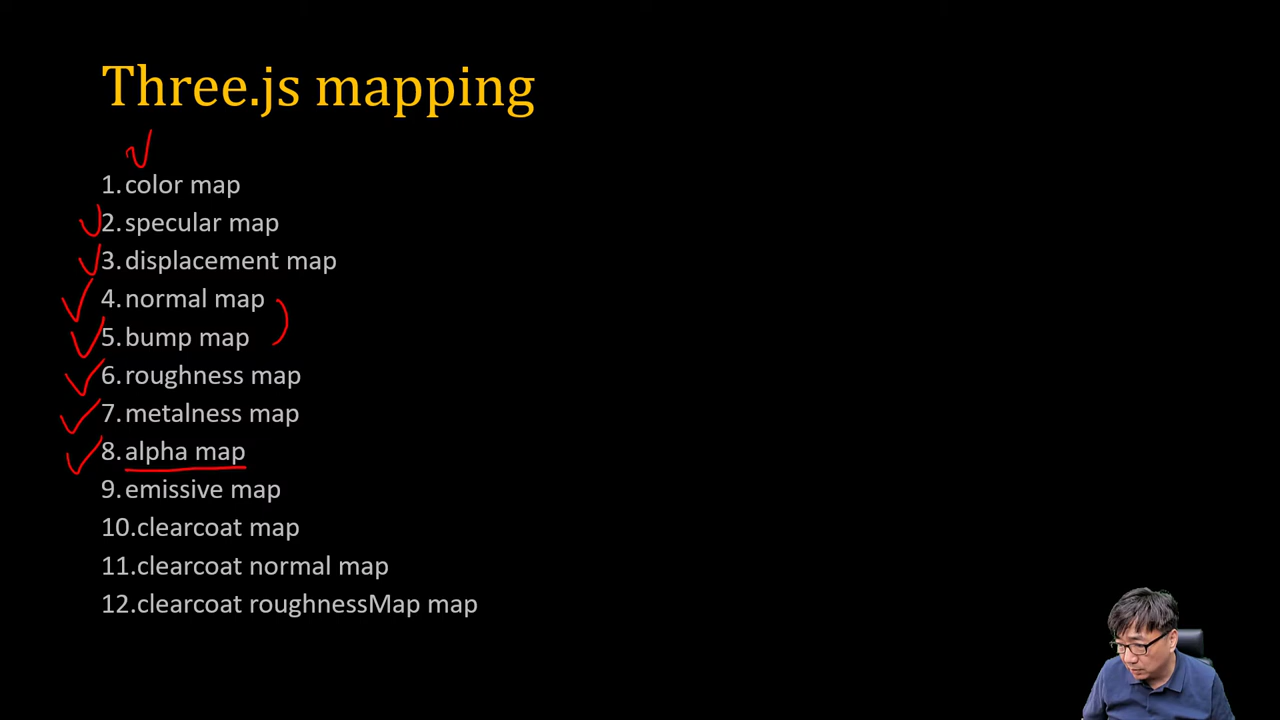 Three.js mapping
1. color map
2. specular map
3. displacement map
4. normal map
5. bump map
6. roughness map
7. metalness map
8. alpha map
9. emissive map
10.clearcoat map
11.clearcoat normal map
12.clearcoat roughnessMap map